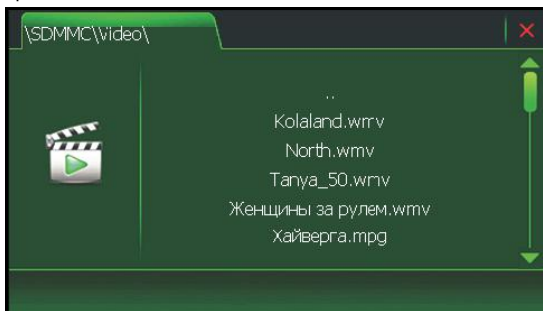 \SDMMC\Video\
..
Kolaland.wmv
North.wmv
Tanya_50.wmv
Женщины за рулем.wmv
Хайверга.mpg